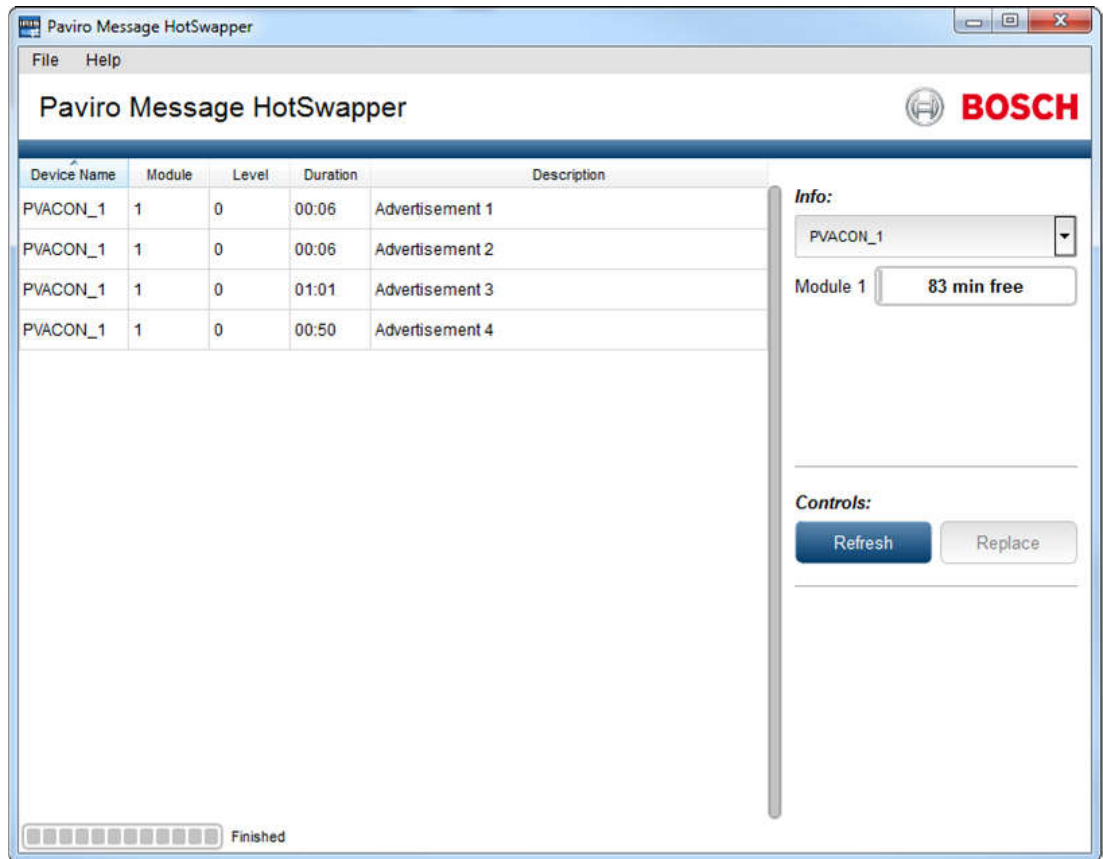 Paviro Message HotSwapper
File Help
Paviro Message HotSwapper
BOSCH
Device Name Module Level Duration Description
PVACON_1 1 0 00:06 Advertisement 1
PVACON_1 1 0 00:06 Advertisement 2
PVACON_1 1 0 01:01 Advertisement 3
PVACON_1 1 0 00:50 Advertisement 4
Info:
PVACON_1
Module 1 83 min free
Controls:
Refresh Replace
Finished